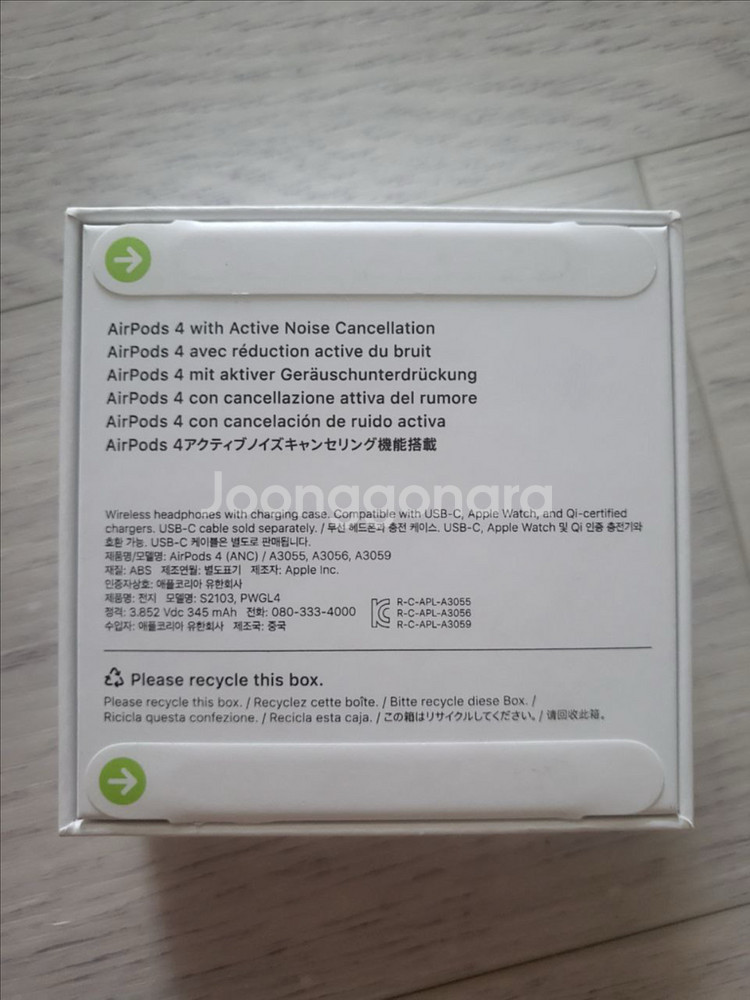 AirPods 4 with Active Noise Cancellation
AirPods 4 avec réduction active du bruit
AirPods 4 mit aktiver Geräuschunterdrückung
AirPods 4 con cancellazione attiva del rumore
AirPods 4 con cancelación de ruido activa
AirPods 4アクティブノイズキャンセリング機能搭載
Joonggonara
Wireless headphones with charging case. Compatible with USB-C, Apple Watch, and Qi-certified
chargers. USB-C cable sold separately. / 무선 헤드폰과 충전 케이스. USB-C, Apple Watch 및 Qi 인증 충전기와
호환 가능. USB-C 케이블은 별도로 판매됩니다.
제품명/모델명: AirPods 4 (ANC) / A3055, A3056, A3059
재질: ABS 제조연월: 별도표기 제조자: Apple Inc.
인증자상호: 애플코리아 유한회사
제품명: 전지 모델명: S2103, PWGL4
정격: 3.852 Vdc 345 mAh 전화: 080-333-4000
수입자: 애플코리아 유한회사 제조국: 중국
R-C-APL-A3055
R-C-APL-A3056
R-C-APL-A3059
Please recycle this box.
Please recycle this box. / Recyclez cette boîte. / Bitte recycle diese Box. /
Ricicla questa confezione. / Recicla esta caja. / この箱はリサイクルしてください。/ 请回收此箱。